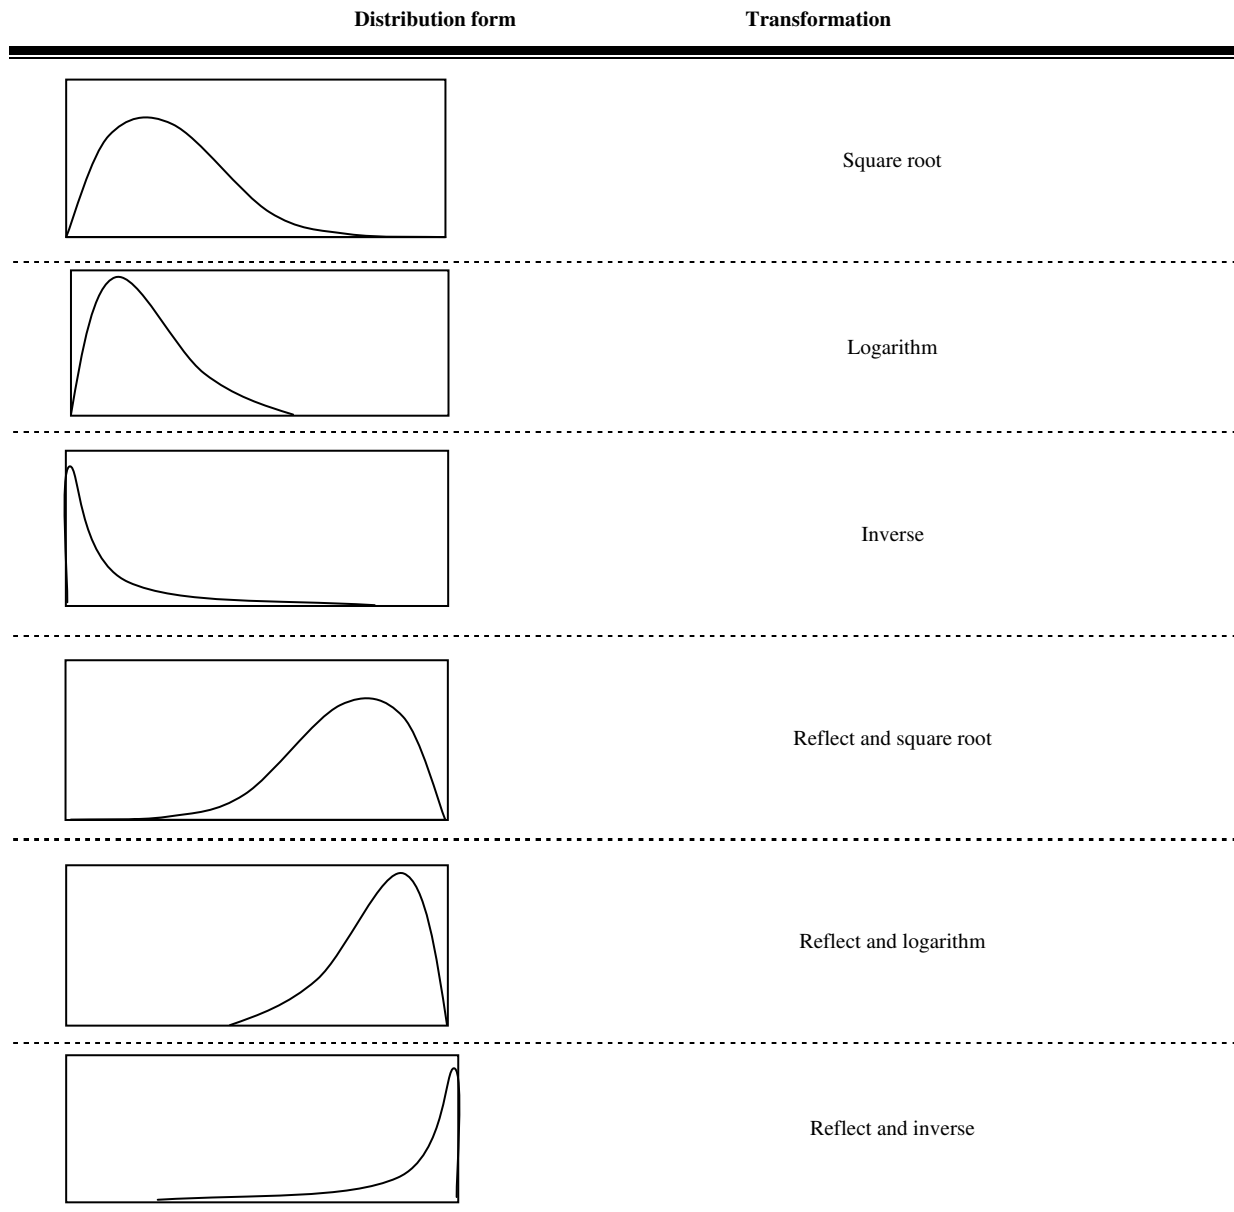 Distribution form Transformation
Square root
Logarithm
Inverse
Reflect and square root
Reflect and logarithm
Reflect and inverse